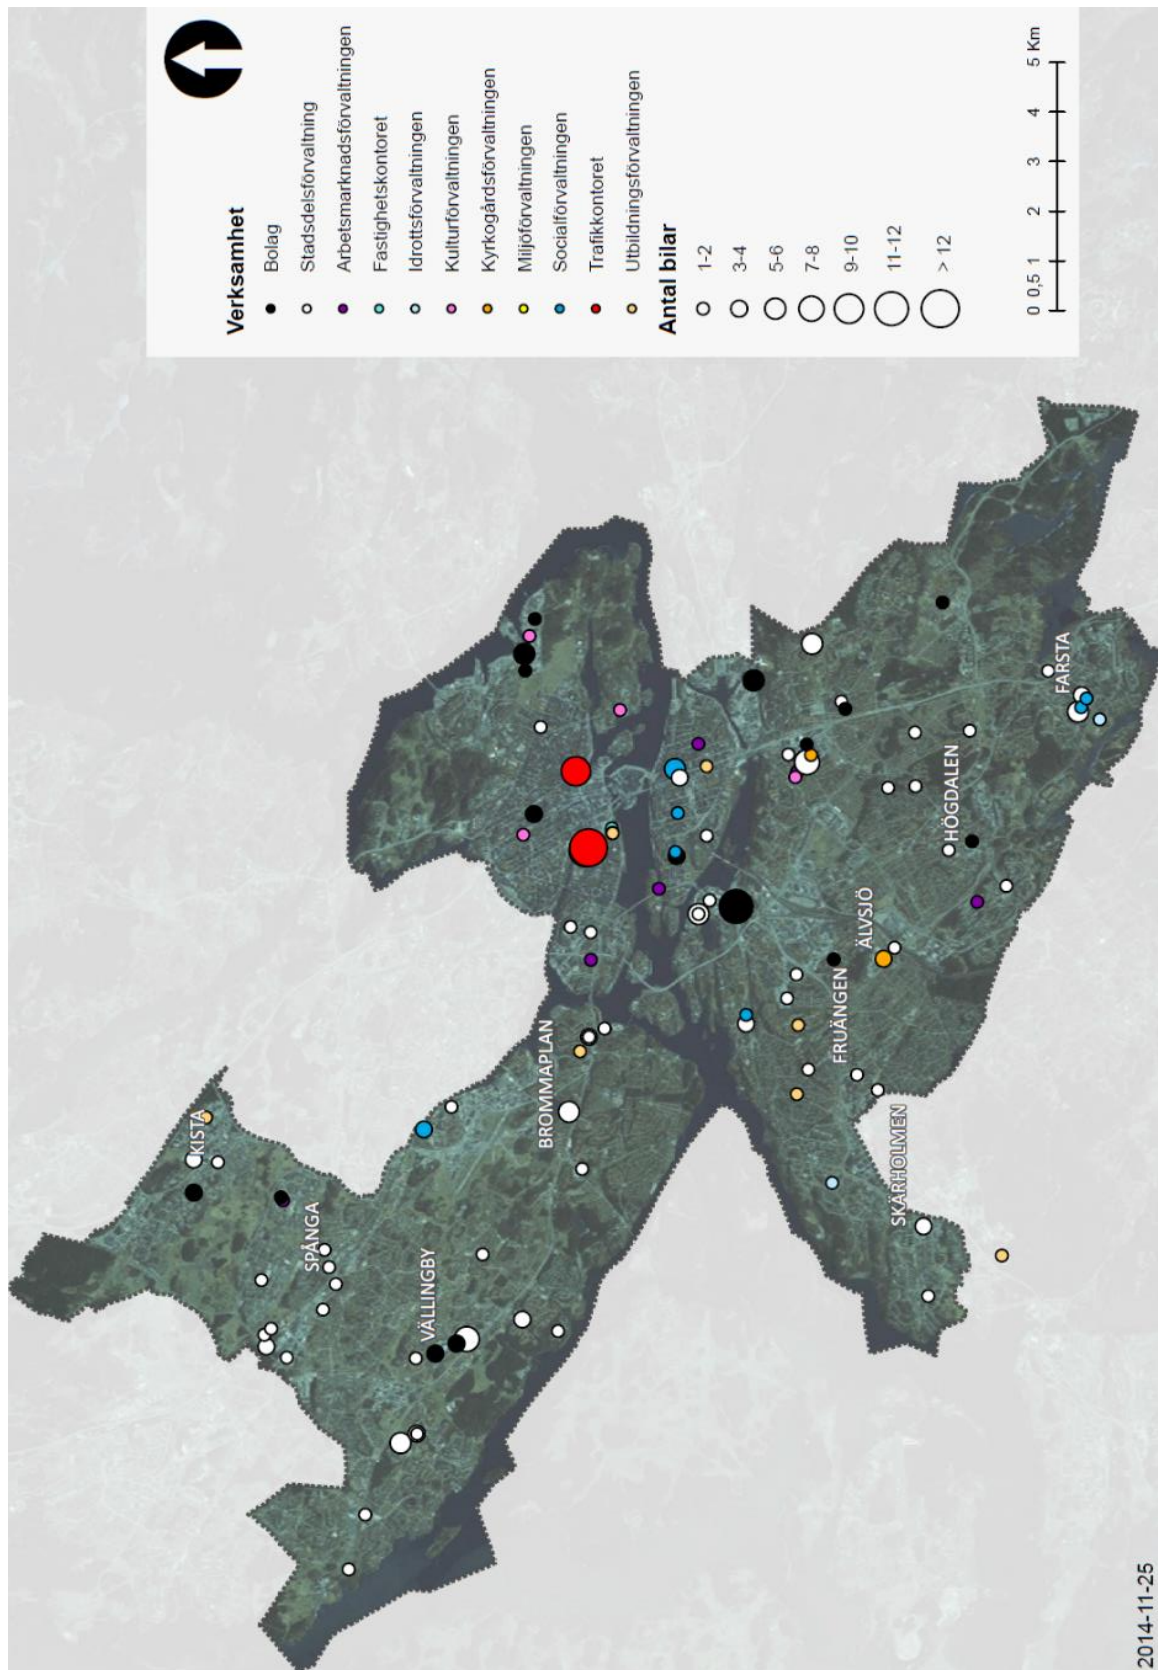 Verksamhet
Bolag
Stadsdelsförvaltning
Arbetsmarknadsförvaltningen
Fastighetskontoret
Idrottsförvaltningen
Kulturförvaltningen
Kyrkogårdsförvaltningen
Miljöförvaltningen
Socialförvaltningen
Trafikkontoret
Utbildningsförvaltningen
Antal bilar
1-2
3-4
5-6
7-8
9-10
11-12
> 12
0 0,5 1 2 3 4 5 Km
KISTA
SPÅNGA
VÄLLINGBY
BROMMAPLAN
SKÄRHOLMEN
FRUÄNGEN
ÄLVSJÖ
HÖGDALEN
FARSTA
2014-11-25